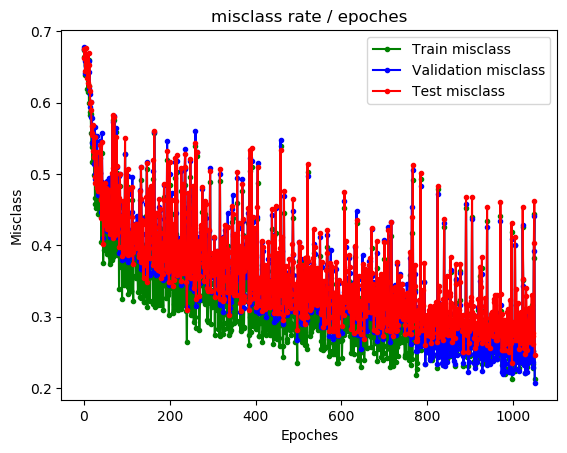 misclass rate / epoches
0.7
0.6
0.5
0.4
0.3
0.2
Misclass
Train misclass
Validation misclass
Test misclass
0 200 400 600 800 1000
Epoches